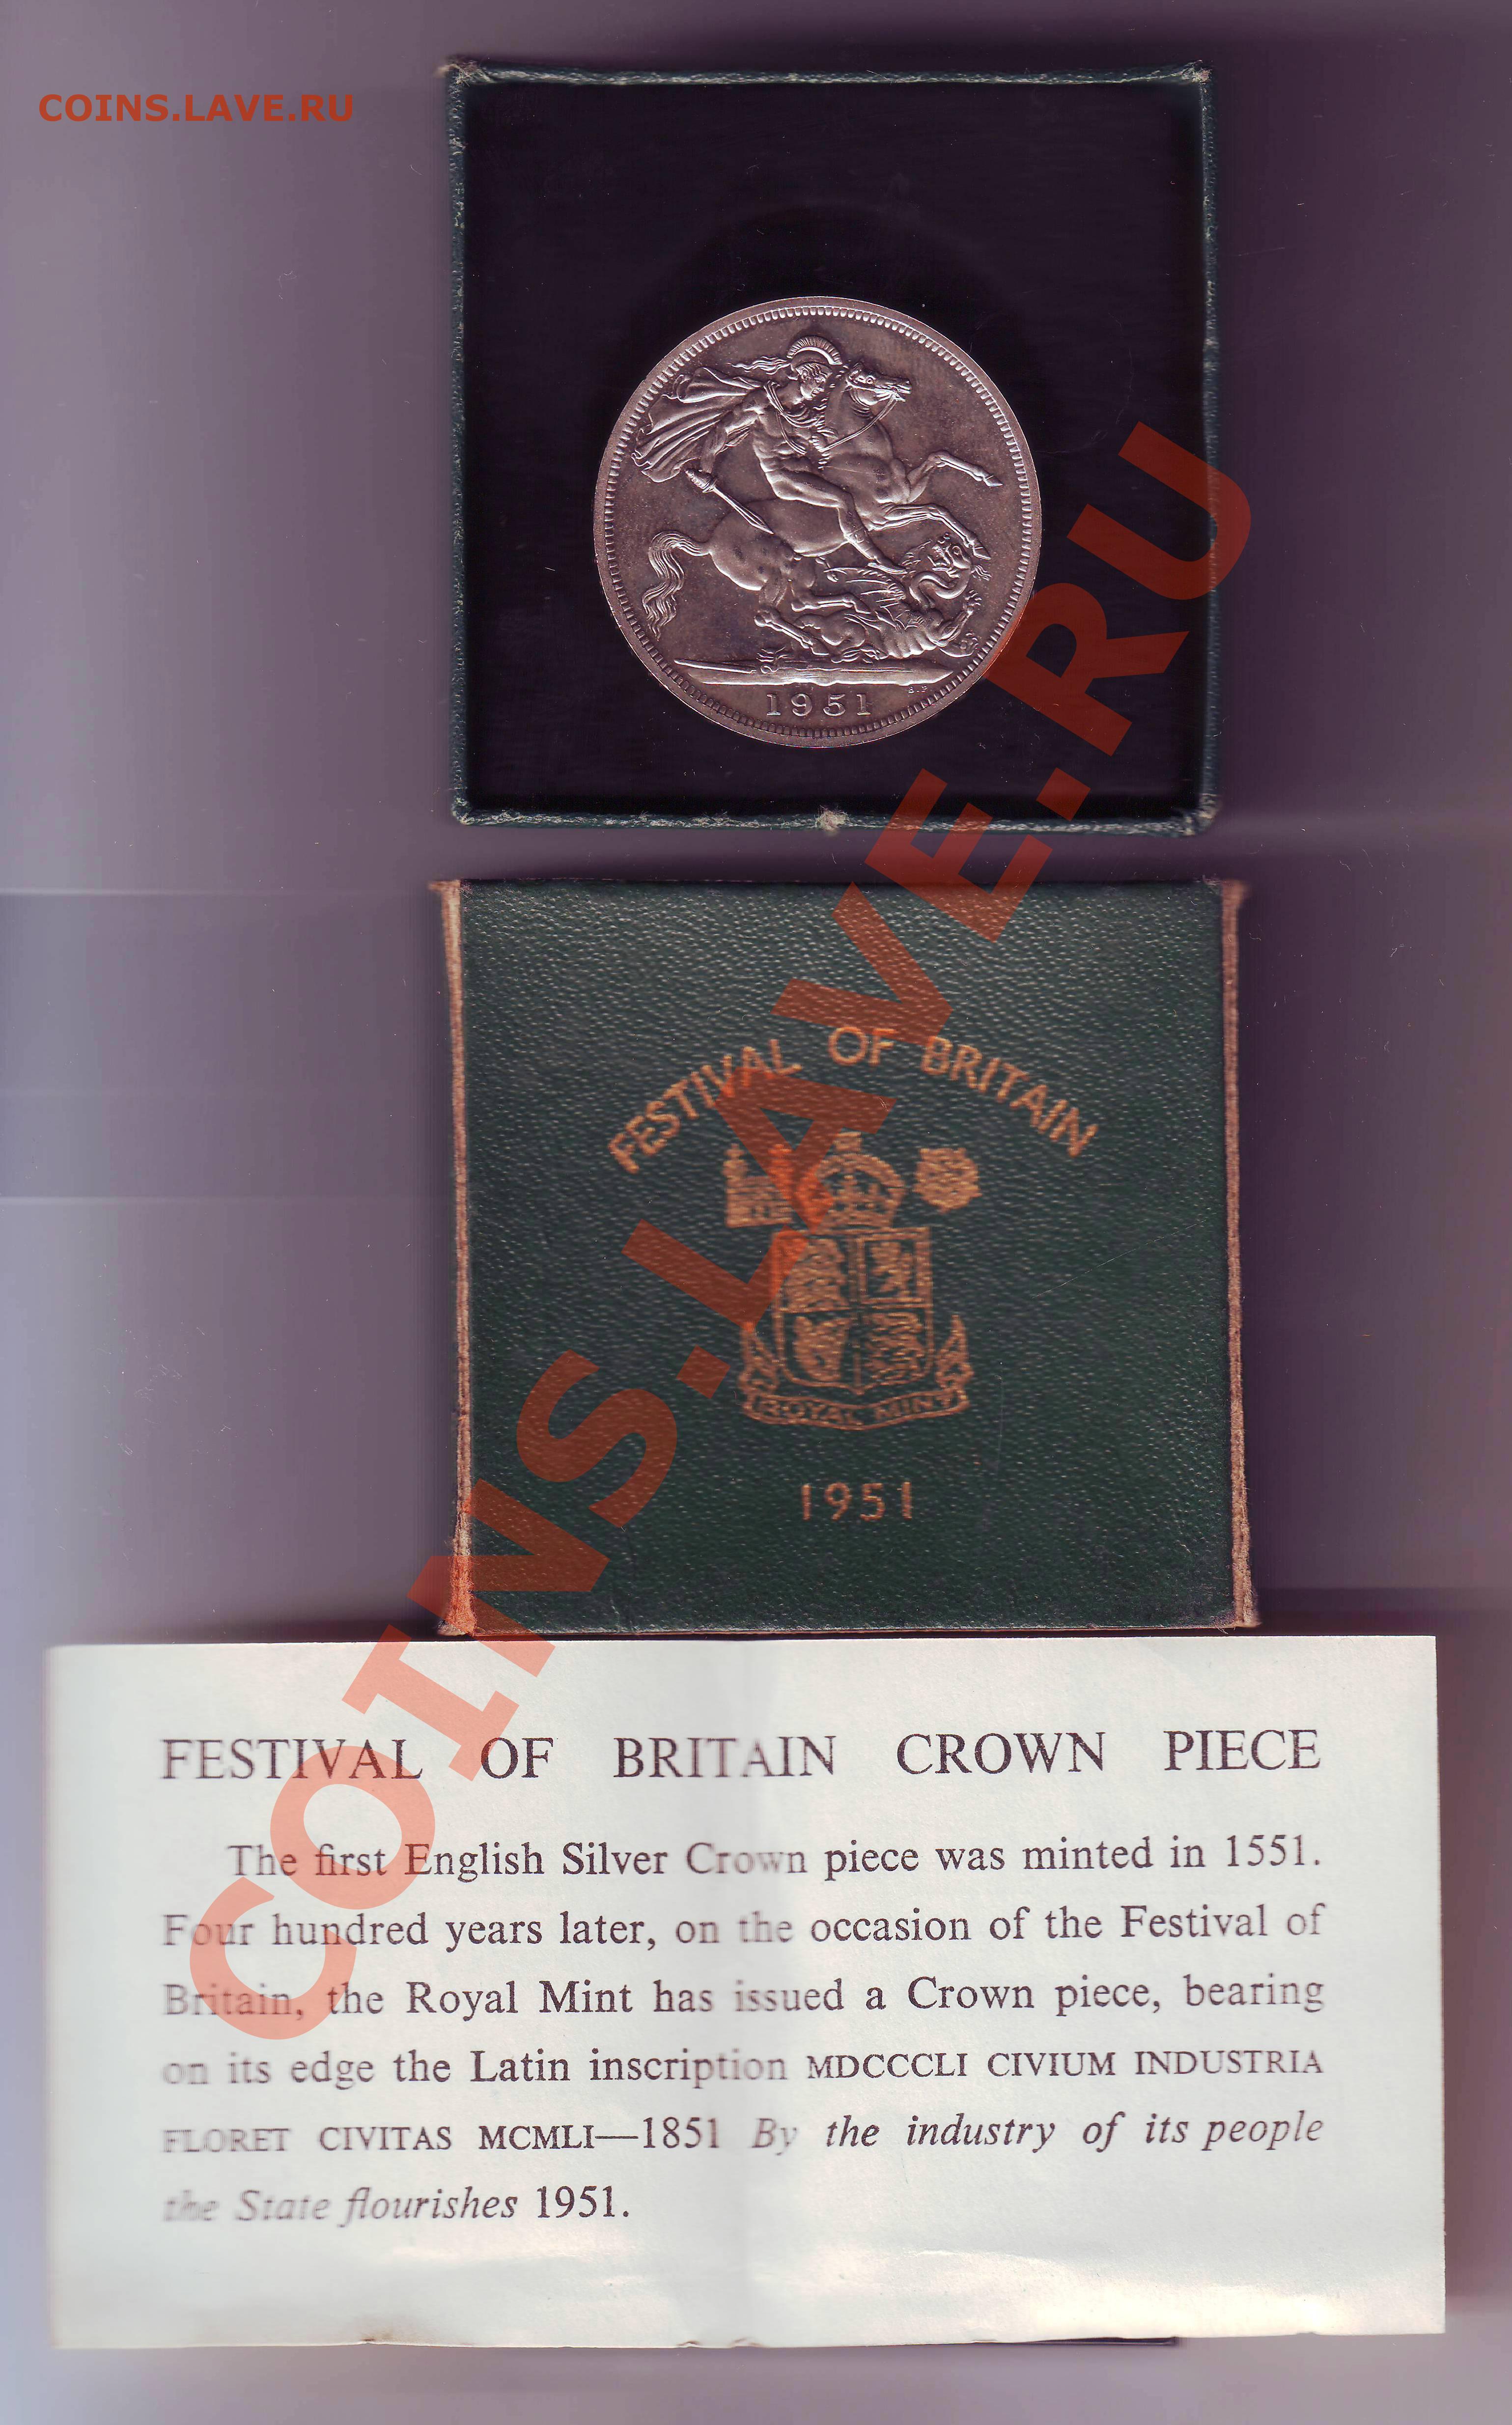 COINS.LAVE.RU
1951
B.P.
FESTIVAL OF BRITAIN
ROYAL MINT
1951
COINS.LAVE.RU
FESTIVAL OF BRITAIN CROWN PIECE
The first English Silver Crown piece was minted in 1551.
Four hundred years later, on the occasion of the Festival of
Britain, the Royal Mint has issued a Crown piece, bearing
on its edge the Latin inscription MDCCCLI CIVIUM INDUSTRIA
FLORET CIVITAS MCMLI—1851 By the industry of its people
the State flourishes 1951.